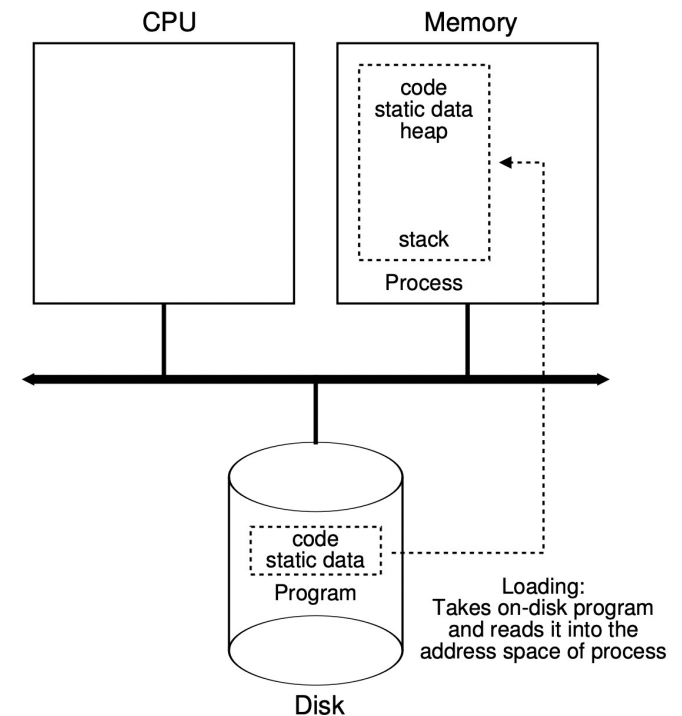 CPU
Memory
code
static data
heap
stack
Process
code
static data
Program
Loading:
Takes on-disk program
and reads it into the
address space of process
Disk